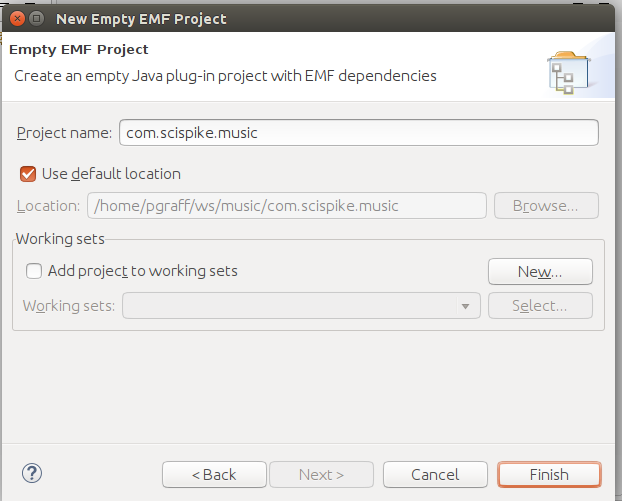 New Empty EMF Project
Empty EMF Project
Create an empty Java plug-in project with EMF dependencies
Project name: com.scispike.music
Use default location
Location: /home/pgraff/ws/music/com.scispike.music Browse...
Working sets
Add project to working sets New...
Working sets: Select...
? < Back Next > Cancel Finish